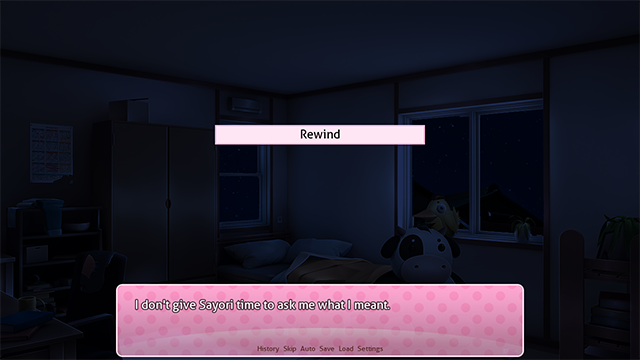 Rewind
I don't give Sayori time to ask me what I meant.
History Skip Auto Save Load Settings